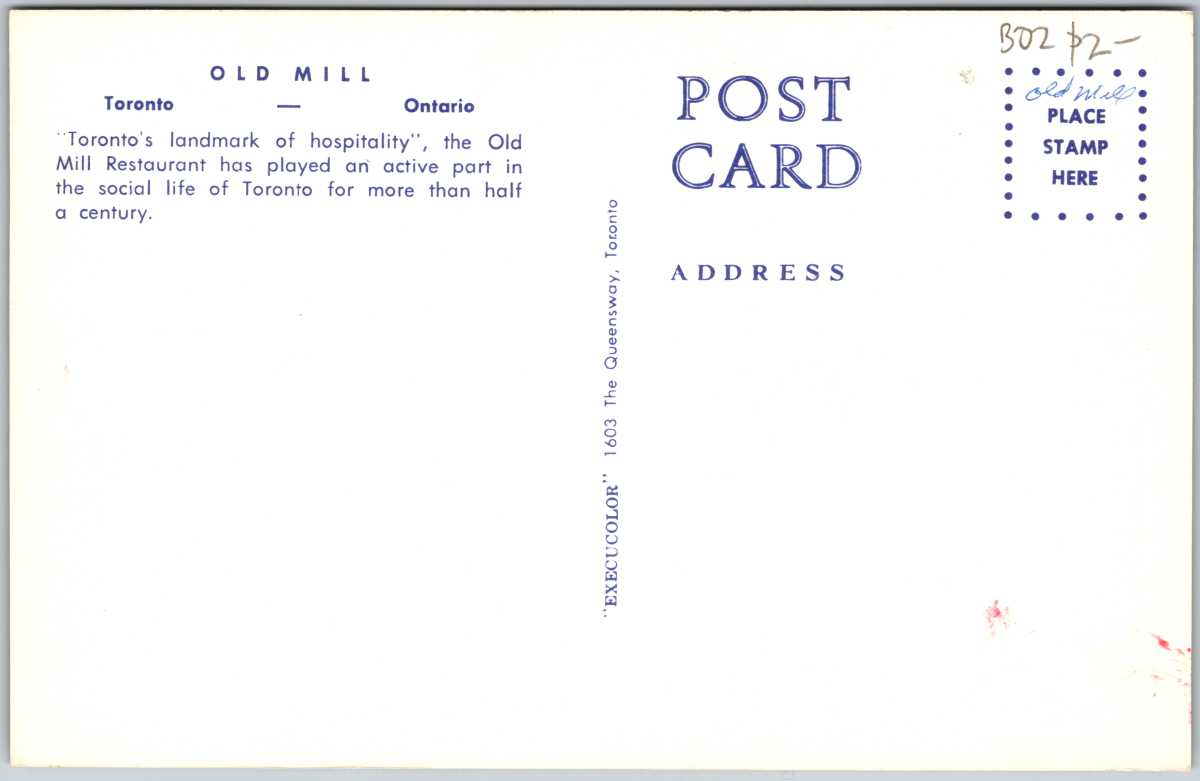 OLD MILL
Toronto — Ontario
"Toronto's landmark of hospitality", the Old
Mill Restaurant has played an active part in
the social life of Toronto for more than half
a century.
"EXECUCOLOR" 1603 The Queensway, Toronto
POST
CARD
ADDRESS
B02 $2-
old mill
PLACE
STAMP
HERE